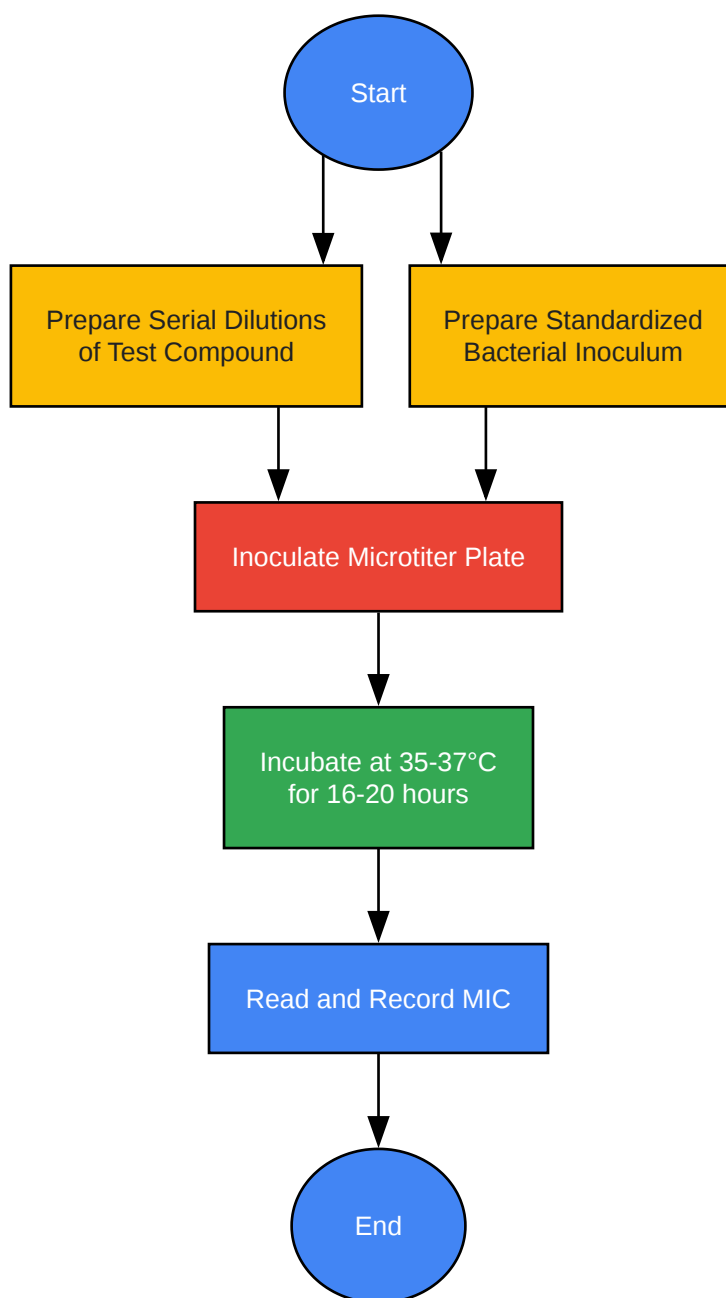 Start
Prepare Serial Dilutions
of Test Compound
Prepare Standardized
Bacterial Inoculum
Inoculate Microtiter Plate
Incubate at 35-37°C
for 16-20 hours
Read and Record MIC
End